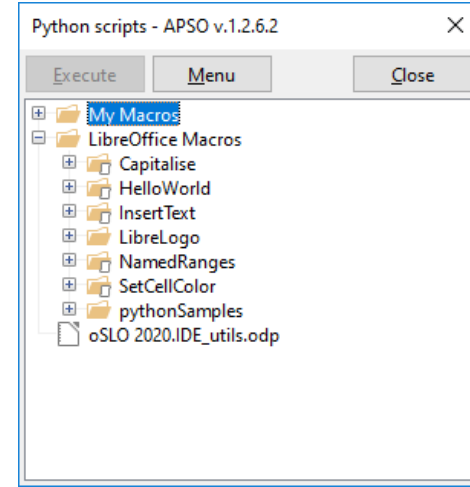 Python scripts - APSO v.1.2.6.2
Execute Menu Close
My Macros
LibreOffice Macros
Capitalise
HelloWorld
InsertText
LibreLogo
NamedRanges
SetCellColor
pythonSamples
oSLO 2020.IDE_utils.odp